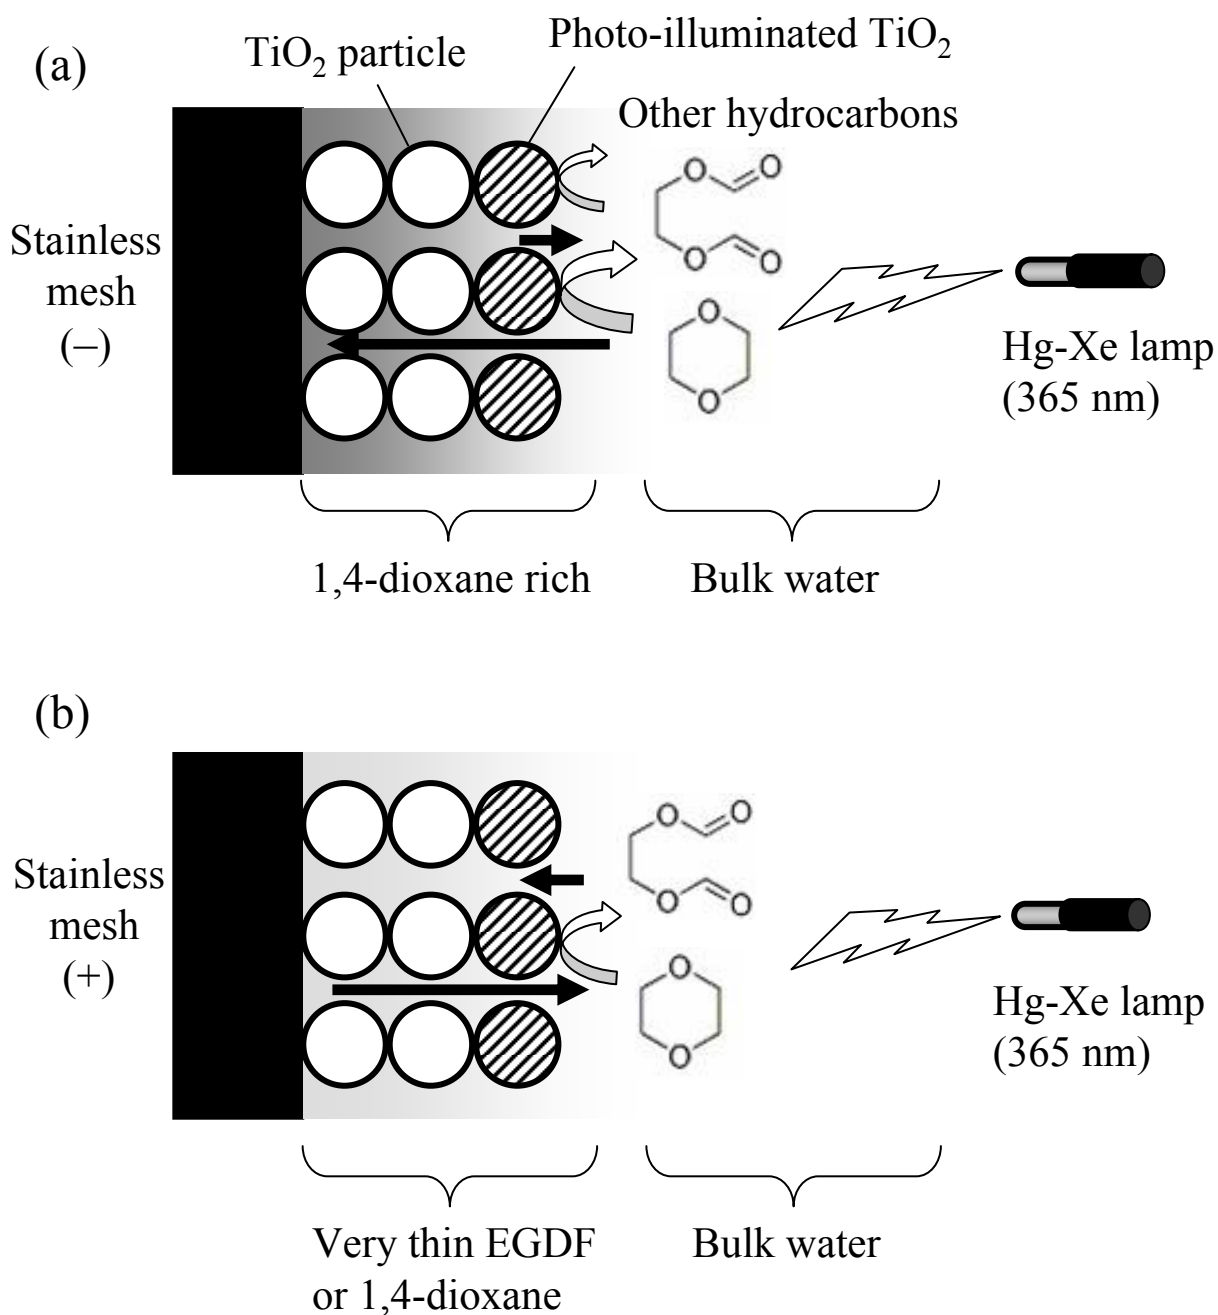 (a)
TiO₂ particle
Photo-illuminated TiO₂
Other hydrocarbons
O
O
O
O
Stainless
mesh
(–)
O
O
Hg-Xe lamp
(365 nm)
1,4-dioxane rich
Bulk water
(b)
O
O
O
O
Stainless
mesh
(+)
O
O
Hg-Xe lamp
(365 nm)
Very thin EGDF
or 1,4-dioxane
Bulk water